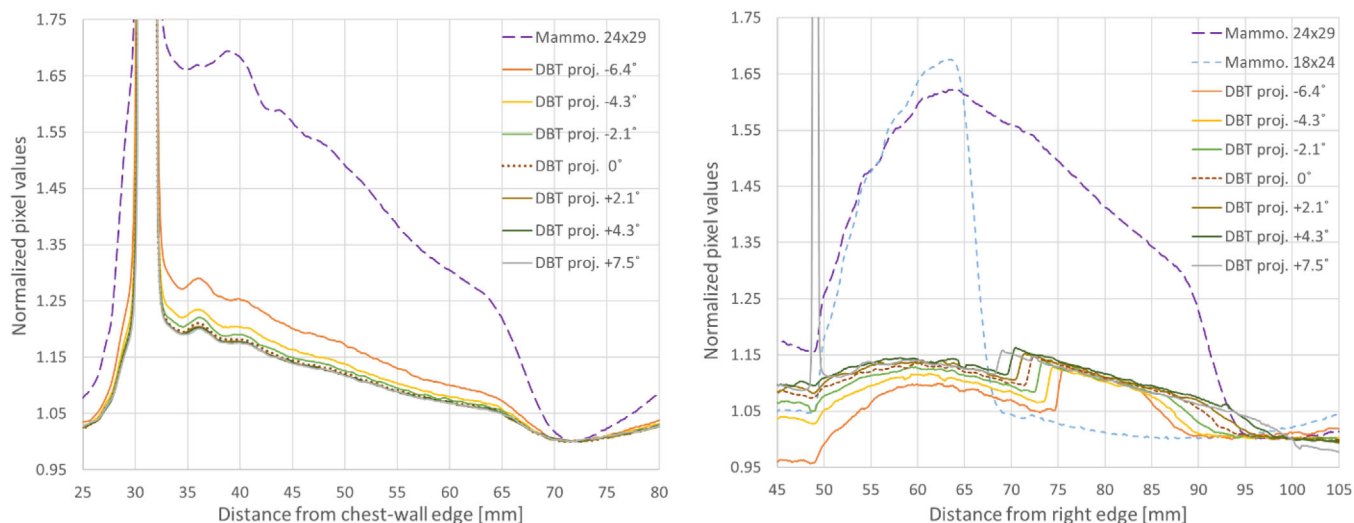 1.75
1.65
1.55
1.45
1.35
1.25
1.15
1.05
0.95
Normalized pixel values
Mammo. 24x29
DBT proj. -6.4˚
DBT proj. -4.3˚
DBT proj. -2.1˚
DBT proj. 0˚
DBT proj. +2.1˚
DBT proj. +4.3˚
DBT proj. +7.5˚
25 30 35 40 45 50 55 60 65 70 75 80
Distance from chest-wall edge [mm]
1.75
1.65
1.55
1.45
1.35
1.25
1.15
1.05
0.95
Normalized pixel values
Mammo. 24x29
Mammo. 18x24
DBT proj. -6.4˚
DBT proj. -4.3˚
DBT proj. -2.1˚
DBT proj. 0˚
DBT proj. +2.1˚
DBT proj. +4.3˚
DBT proj. +7.5˚
45 50 55 60 65 70 75 80 85 90 95 100 105
Distance from right edge [mm]